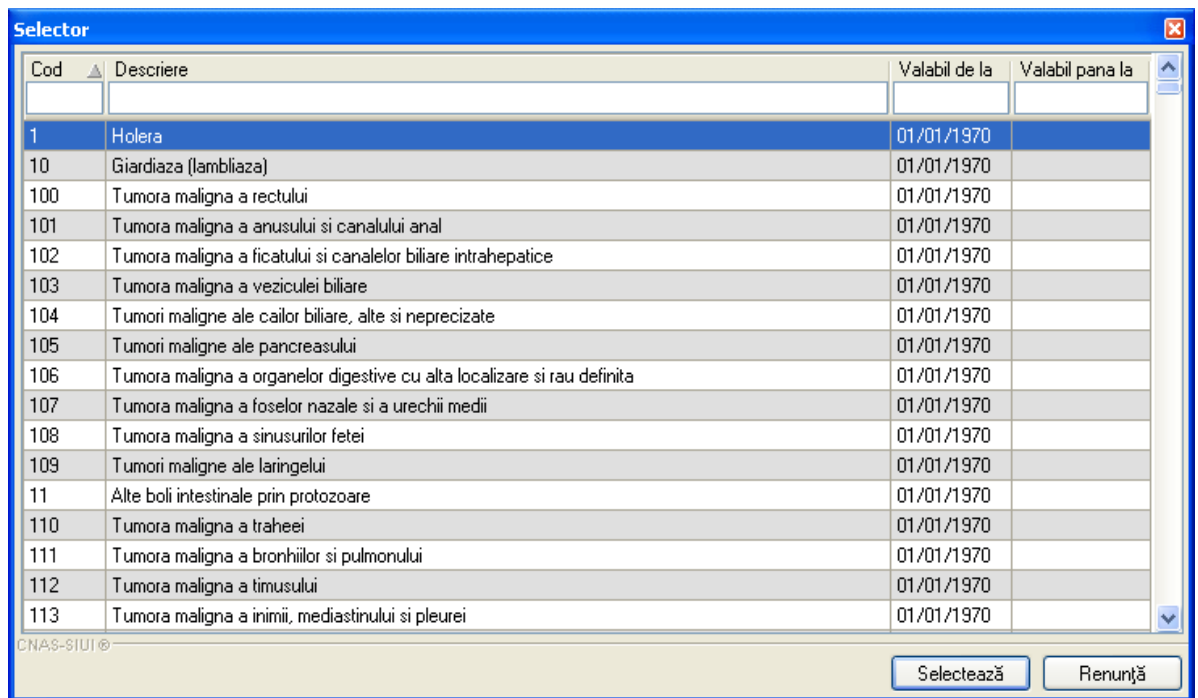 Selector
Cod Descriere Valabil de la Valabil pana la
1 Holera 01/01/1970
10 Giardiaza (lambliaza) 01/01/1970
100 Tumora maligna a rectului 01/01/1970
101 Tumora maligna a anusului si canalului anal 01/01/1970
102 Tumora maligna a ficatului si canalelor biliare intrahepatice 01/01/1970
103 Tumora maligna a veziculei biliare 01/01/1970
104 Tumori maligne ale cailor biliare, alte si neprecizate 01/01/1970
105 Tumori maligne ale pancreasului 01/01/1970
106 Tumora maligna a organelor digestive cu alta localizare si rau definita 01/01/1970
107 Tumora maligna a foselor nazale si a urechii medii 01/01/1970
108 Tumora maligna a sinusurilor fetei 01/01/1970
109 Tumori maligne ale laringelui 01/01/1970
11 Alte boli intestinale prin protozoare 01/01/1970
110 Tumora maligna a traheei 01/01/1970
111 Tumora maligna a bronhiilor si pulmonului 01/01/1970
112 Tumora maligna a timusului 01/01/1970
113 Tumora maligna a inimii, mediastinului si pleurei 01/01/1970
CNAS-SIUI ®
Selectează Renunţă